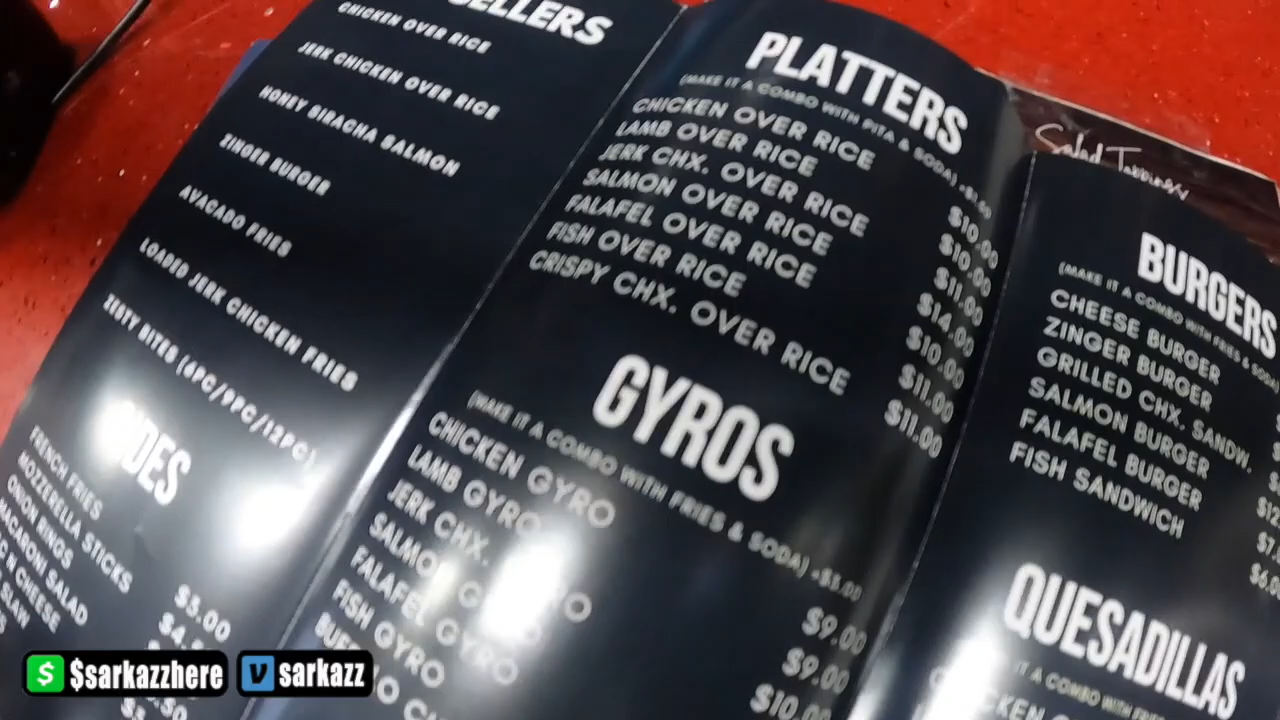 SELLERS
CHICKEN OVER RICE
JERK CHICKEN OVER RICE
HONEY SIRACHA SALMON
ZINGER BURGER
AVACADO FRIES
LOADED JERK CHICKEN FRIES
ZESTY BITES (6PC/9PC/12PC)
FRENCH FRIES
MOZZERELLA STICKS
ONION RINGS
MACARONI SALAD
CHEESE
SLAW
$3.00
PLATTERS
(MAKE IT A COMBO WITH PITA & SODA)
CHICKEN OVER RICE $10.00
LAMB OVER RICE $10.00
JERK CHX. OVER RICE $11.00
SALMON OVER RICE $14.00
FALAFEL OVER RICE $10.00
FISH OVER RICE $11.00
CRISPY CHX. OVER RICE $11.00
GYROS
(MAKE IT A COMBO WITH FRIES & SODA) +$3.00
CHICKEN GYRO $9.00
LAMB GYRO $9.00
JERK CHX. $10.00
SALMON GYRO
FALAFEL GYRO
FISH GYRO
Salad Toppings
BURGERS
(MAKE IT A COMBO WITH FRIES & SODA
CHEESE BURGER
ZINGER BURGER
GRILLED CHX. SANDW.
SALMON BURGER
FALAFEL BURGER
FISH SANDWICH
QUESADILLAS
IT A COMBO WITH
$sarkazzhere
sarkazz